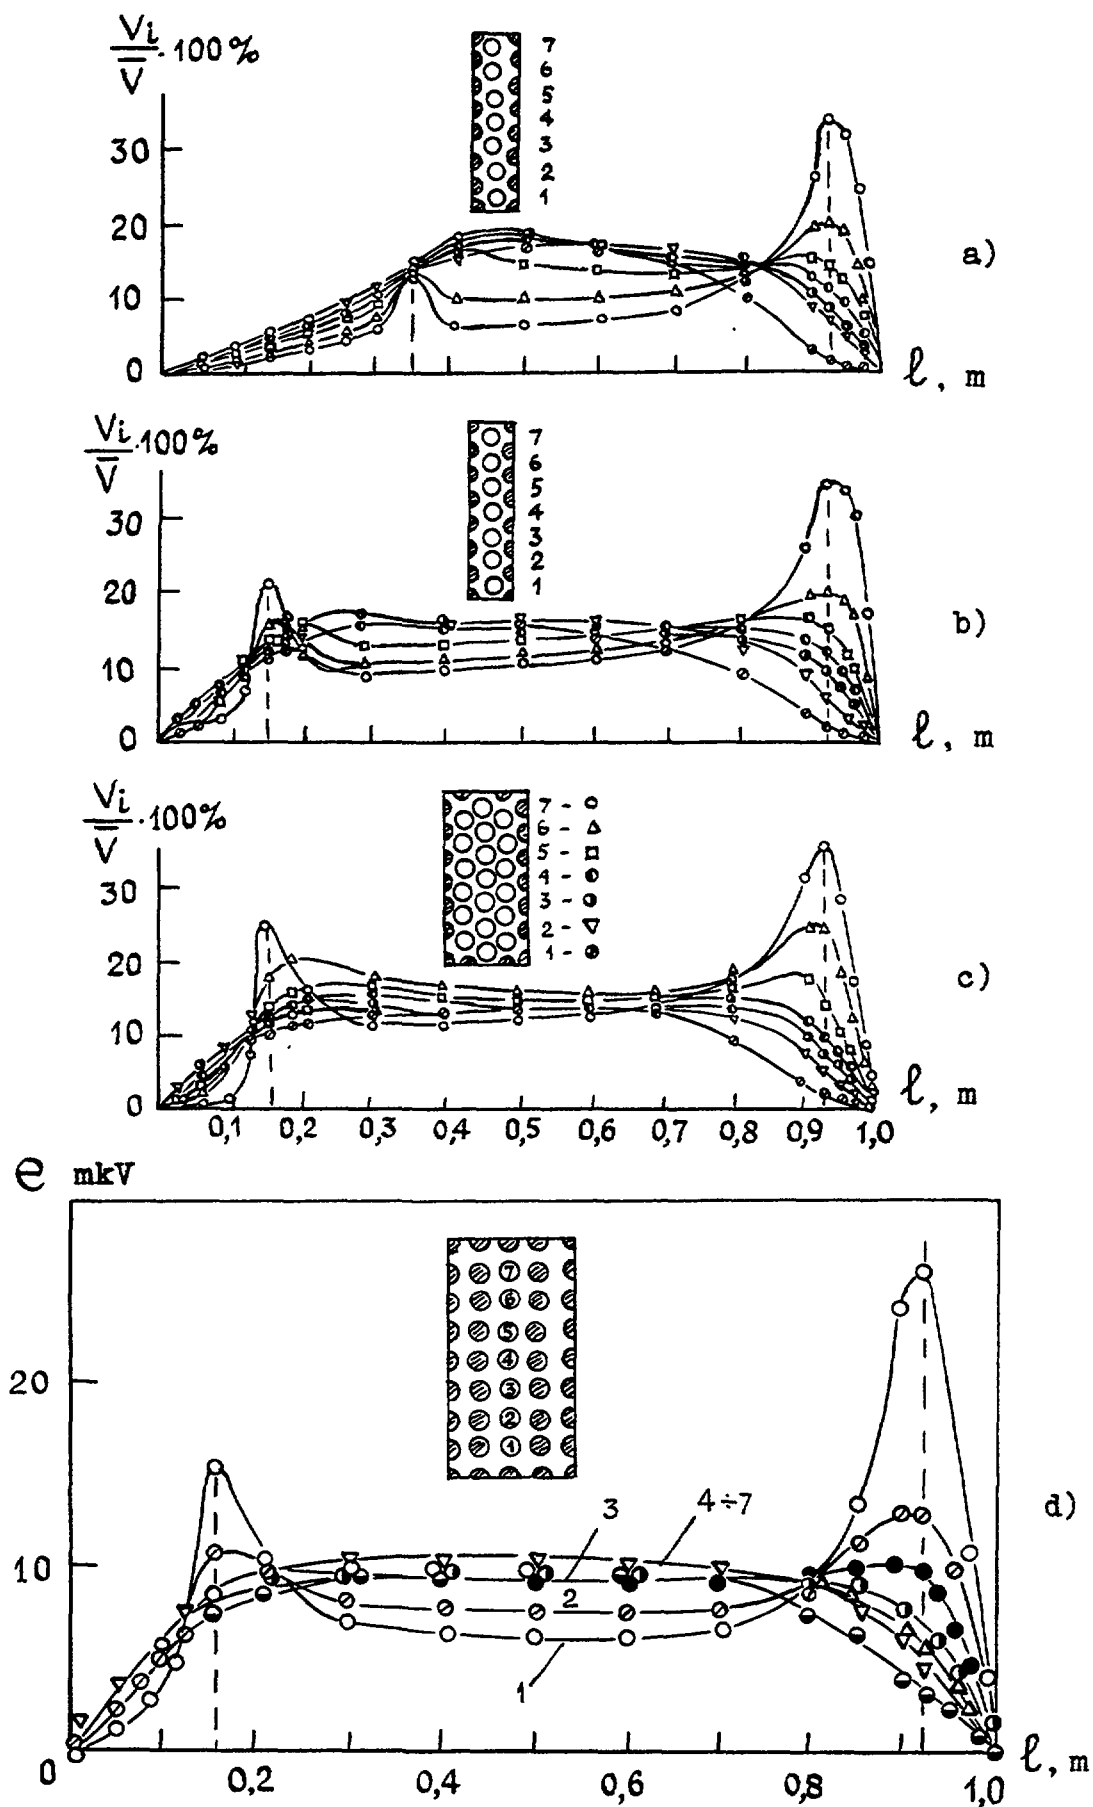 Vi/V̄ · 100%
30
20
10
0
7
6
5
4
3
2
1
a)
ℓ, m
Vi/V̄ · 100%
30
20
10
0
7
6
5
4
3
2
1
b)
ℓ, m
Vi/V̄ · 100%
30
20
10
0
7 - ○
6 - △
5 - □
4 - ◐
3 - ◑
2 - ▽
1 -
c)
ℓ, m
0,1 0,2 0,3 0,4 0,5 0,6 0,7 0,8 0,9 1,0
e mkV
20
10
0
7
6
5
4
3
2
1
3
4÷7
2
1
d)
0,2 0,4 0,6 0,8 1,0
ℓ, m